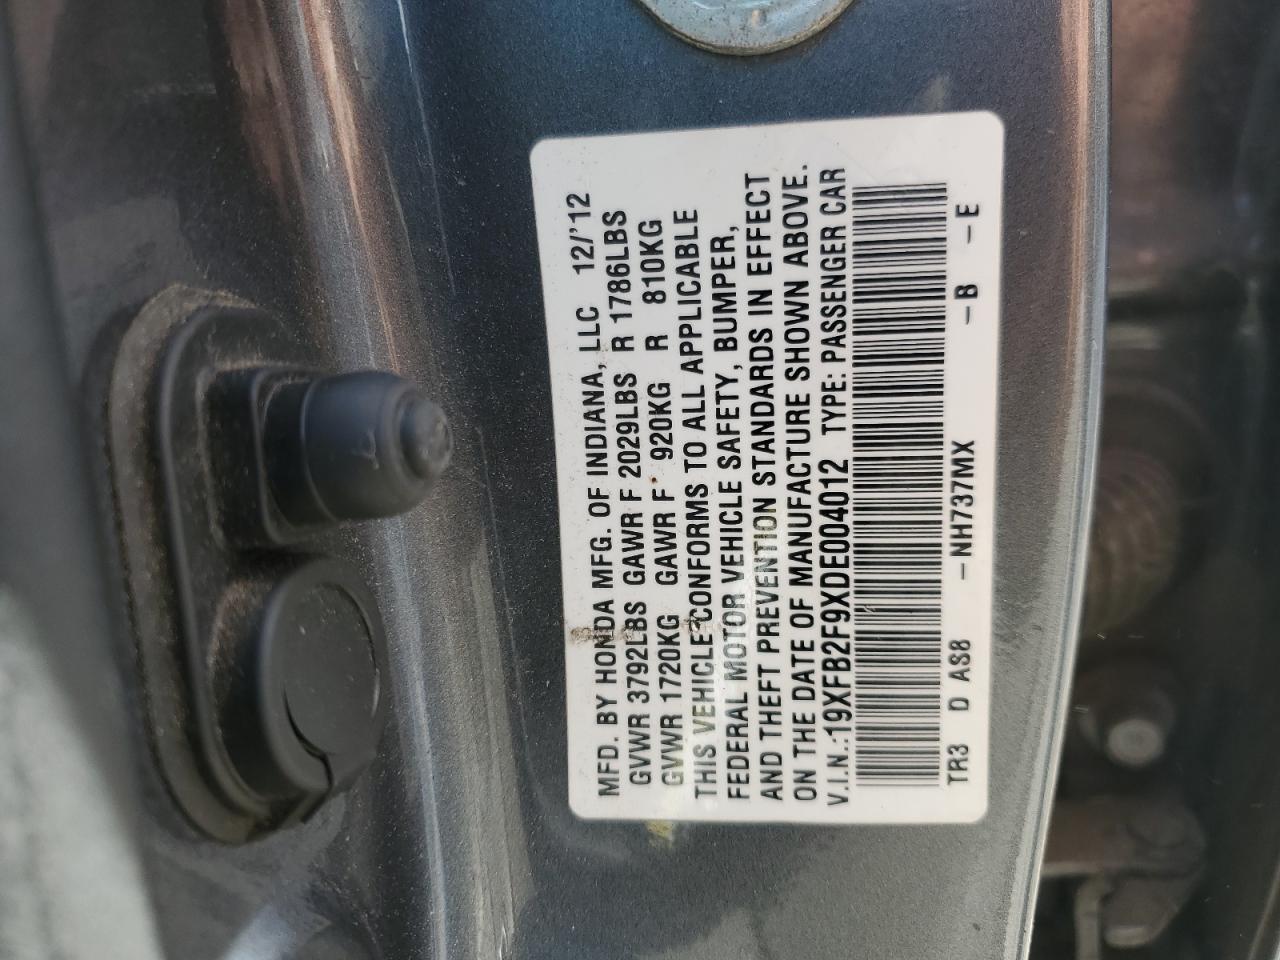 MFD. BY HONDA MFG. OF INDIANA, LLC 12/'12
GVWR 3792LBS GAWR F 2029LBS R 1786LBS
GVWR 1720KG GAWR F 920KG R 810KG
THIS VEHICLE CONFORMS TO ALL APPLICABLE
FEDERAL MOTOR VEHICLE SAFETY, BUMPER,
AND THEFT PREVENTION STANDARDS IN EFFECT
ON THE DATE OF MANUFACTURE SHOWN ABOVE.
V.I.N.:19XFB2F9XDE004012 TYPE: PASSENGER CAR
TR3 D AS8 –NH737MX –B –E